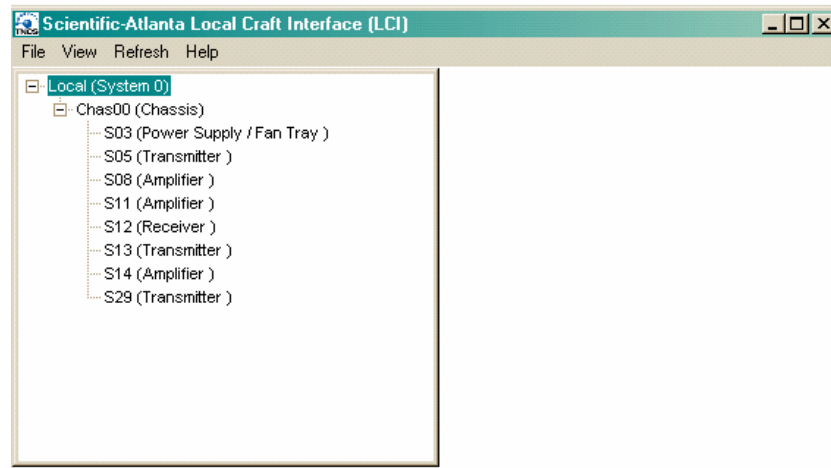 Scientific-Atlanta Local Craft Interface (LCI)
File View Refresh Help
Local (System 0)
Chas00 (Chassis)
S03 (Power Supply / Fan Tray )
S05 (Transmitter )
S08 (Amplifier )
S11 (Amplifier )
S12 (Receiver )
S13 (Transmitter )
S14 (Amplifier )
S29 (Transmitter )